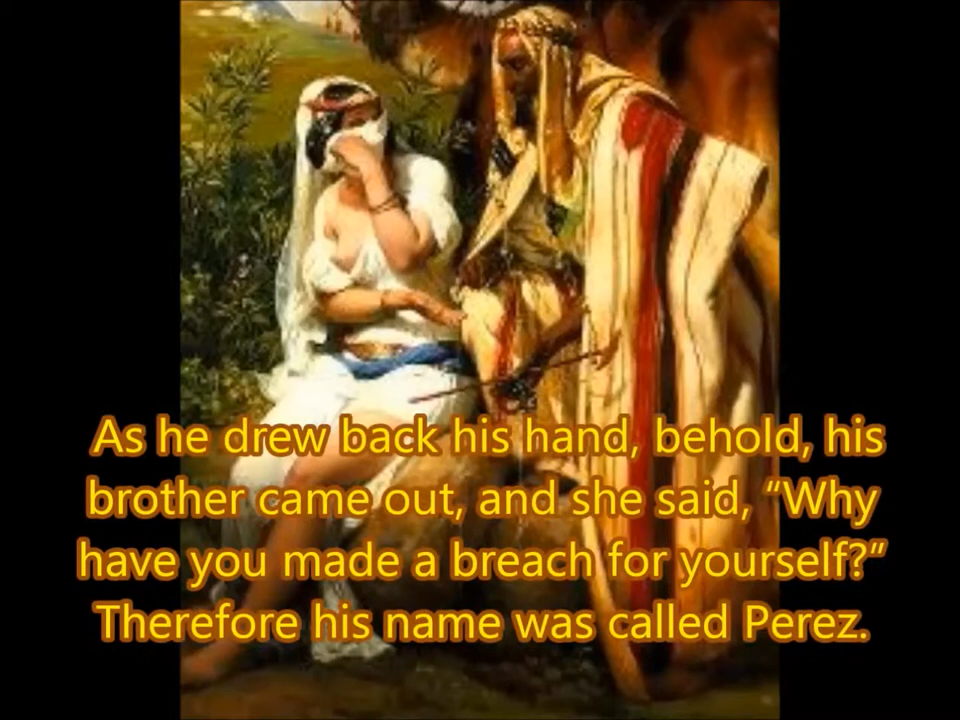 As he drew back his hand, behold, his
brother came out, and she said, “Why
have you made a breach for yourself?”
Therefore his name was called Perez.